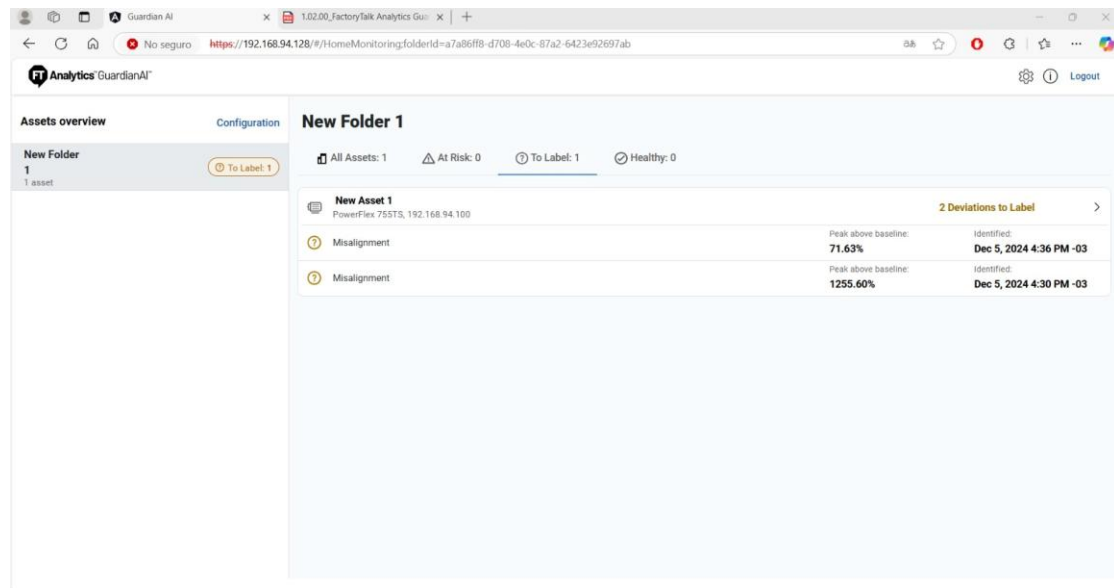 Guardian AI
1.02.00_FactoryTalk Analytics Gua
No seguro
https://192.168.94.128/#/HomeMonitoring;folderId=a7a86ff8-d708-4e0c-87a2-6423e92697ab
FT Analytics™ GuardianAI™
Logout
Assets overview
Configuration
New Folder
1
1 asset
To Label: 1
New Folder 1
All Assets: 1
At Risk: 0
To Label: 1
Healthy: 0
New Asset 1
PowerFlex 755TS, 192.168.94.100
2 Deviations to Label
Misalignment
Peak above baseline:
71.63%
Identified:
Dec 5, 2024 4:36 PM -03
Misalignment
Peak above baseline:
1255.60%
Identified:
Dec 5, 2024 4:30 PM -03